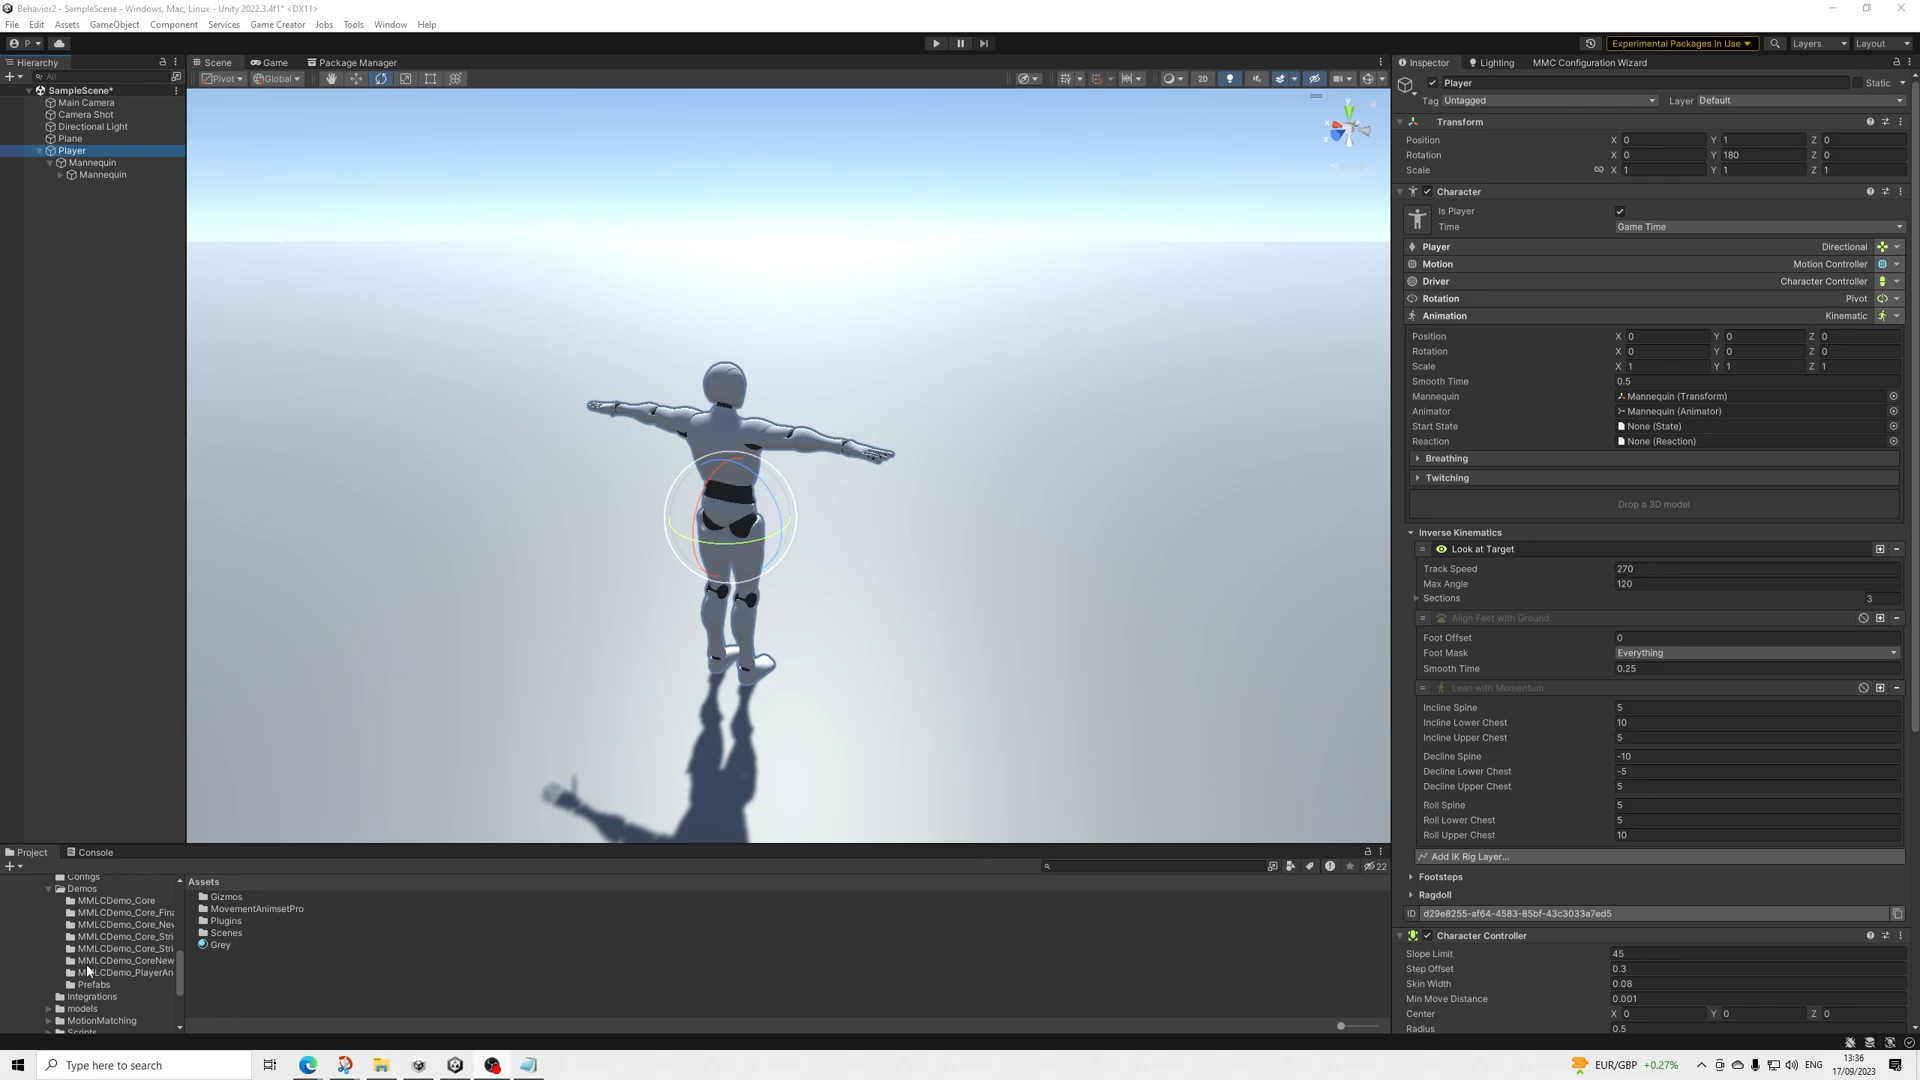 Behavior2 - SampleScene - Windows, Mac, Linux - Unity 2022.3.4f1* <DX11>
File Edit Assets GameObject Component Services Game Creator Jobs Tools Window Help
P
Experimental Packages In Use
Layers
Layout
Hierarchy
All
SampleScene*
Main Camera
Camera Shot
Directional Light
Plane
Player
Mannequin
Mannequin
Scene
Game
Package Manager
Pivot
Global
2D
y
x
z
Inspector
Lighting
MMC Configuration Wizard
Player
Static
Tag Untagged
Layer Default
Transform
Position X 0 Y 1 Z 0
Rotation X 0 Y 180 Z 0
Scale X 1 Y 1 Z 1
Character
Is Player
Time Game Time
Player Directional
Motion Motion Controller
Driver Character Controller
Rotation Pivot
Animation Kinematic
Position X 0 Y 0 Z 0
Rotation X 0 Y 0 Z 0
Scale X 1 Y 1 Z 1
Smooth Time 0.5
Mannequin Mannequin (Transform)
Animator Mannequin (Animator)
Start State None (State)
Reaction None (Reaction)
Breathing
Twitching
Drop a 3D model
Inverse Kinematics
Look at Target
Track Speed 270
Max Angle 120
Sections 3
Align Feet with Ground
Foot Offset 0
Foot Mask Everything
Smooth Time 0.25
Lean with Momentum
Incline Spine 5
Incline Lower Chest 10
Incline Upper Chest 5
Decline Spine -10
Decline Lower Chest -5
Decline Upper Chest 5
Roll Spine 5
Roll Lower Chest 5
Roll Upper Chest 10
Add IK Rig Layer...
Footsteps
Ragdoll
ID d29e8255-af64-4583-85bf-43c3033a7ed5
Character Controller
Slope Limit 45
Step Offset 0.3
Skin Width 0.08
Min Move Distance 0.001
Center X 0 Y 0 Z 0
Radius 0.5
Project
Console
22
Configs
Demos
MMLCDemo_Core
MMLCDemo_Core_Fina
MMLCDemo_Core_New
MMLCDemo_Core_Stri
MMLCDemo_Core_Stri
MMLCDemo_CoreNew
MMLCDemo_PlayerAn
Prefabs
Integrations
models
MotionMatching
Scripts
Assets
Gizmos
MovementAnimsetPro
Plugins
Scenes
Grey
Type here to search
EUR/GBP +0.27%
ENG
13:36
17/09/2023